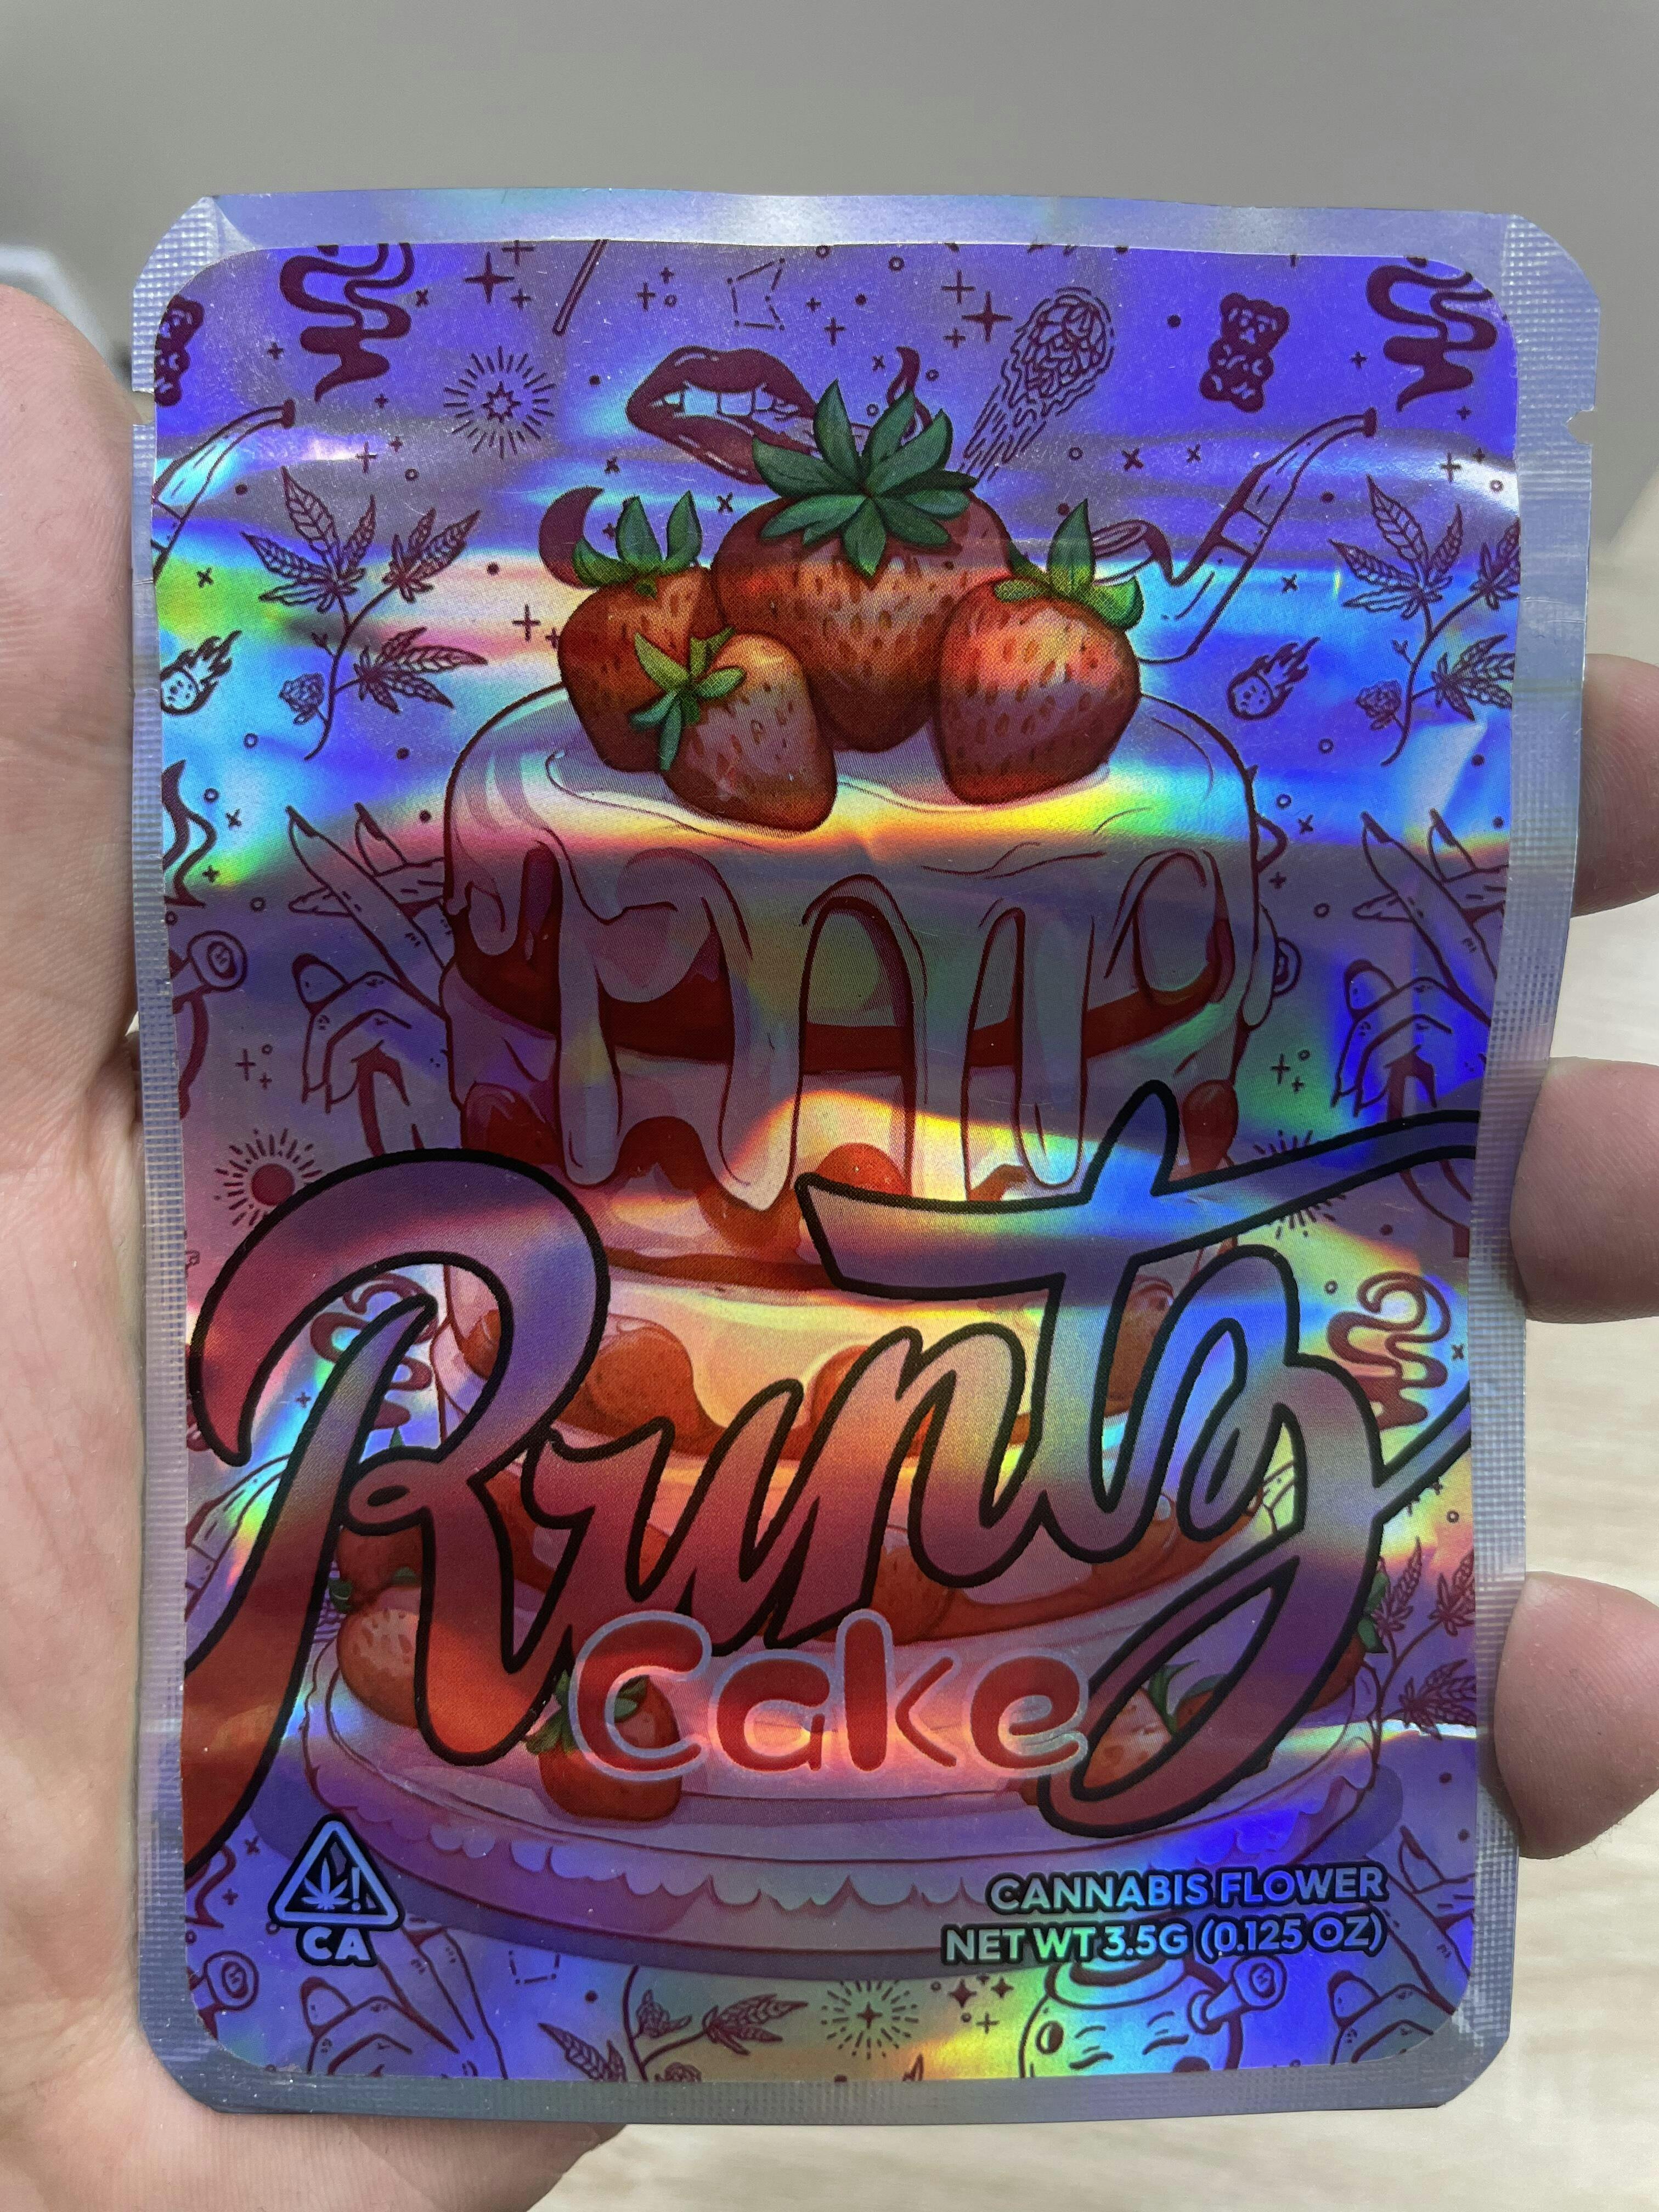 Runtz
Cake
CA
CANNABIS FLOWER
NET WT 3.5G (0.125 OZ)